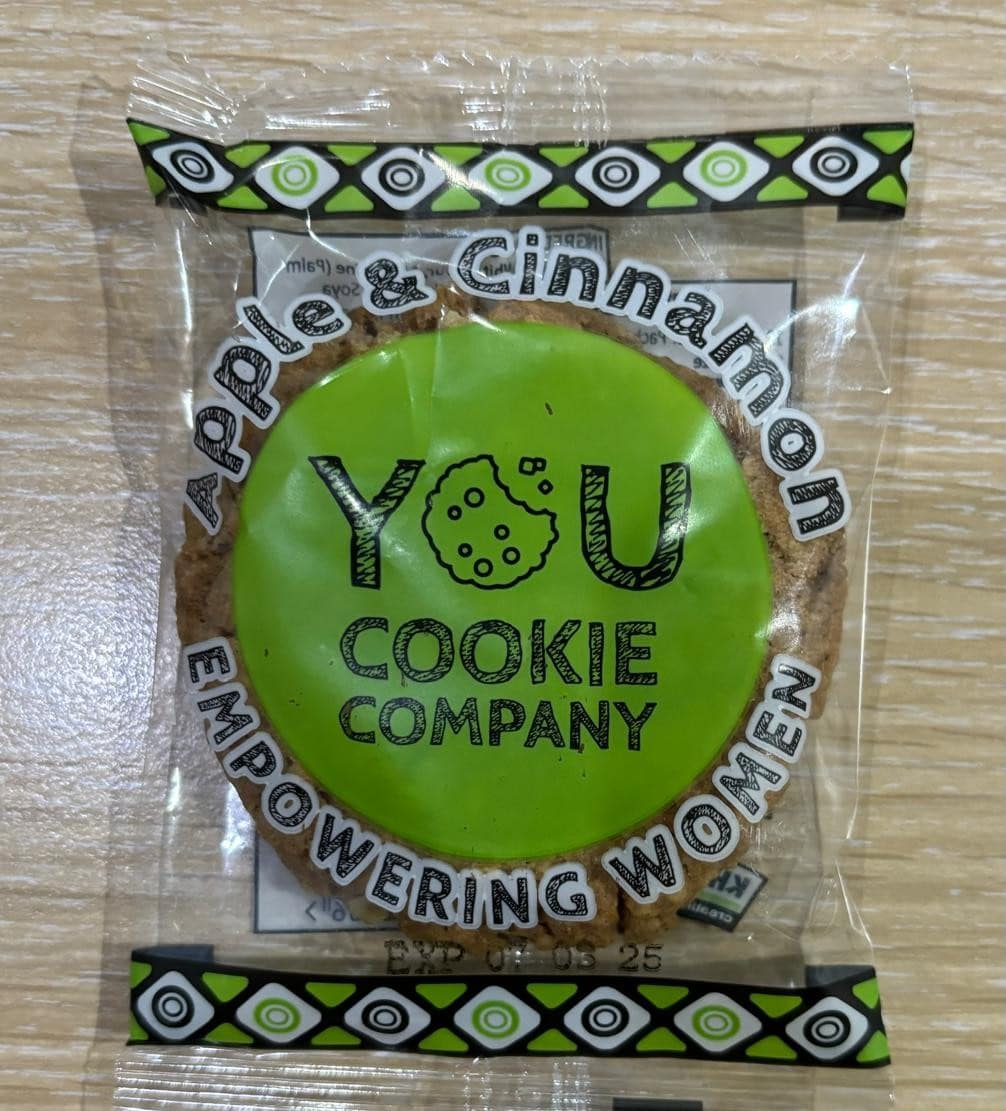 Apple & Cinnamon
YOU
COOKIE
COMPANY
EMPOWERING WOMEN
EXP 07 03 25